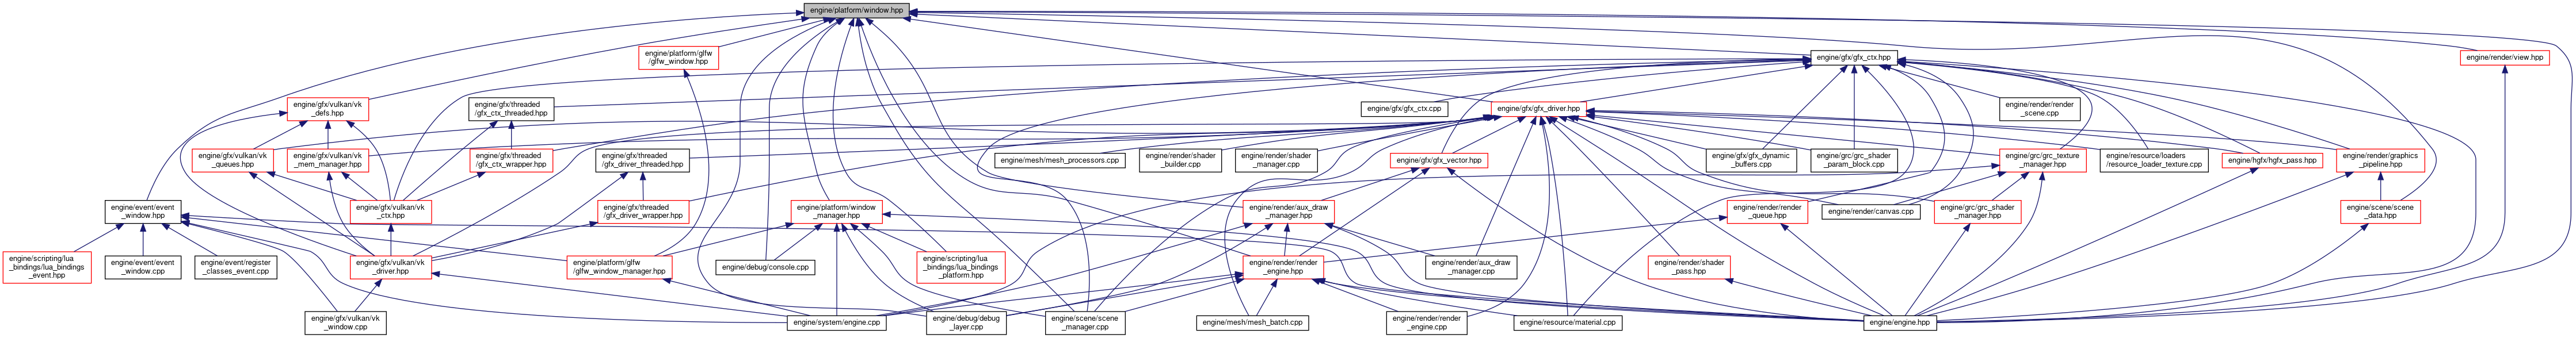 engine/platform/window.hpp
engine/platform/glfw
/glfw_window.hpp
engine/gfx/gfx_ctx.hpp
engine/render/view.hpp
engine/gfx/vulkan/vk
_defs.hpp
engine/gfx/threaded
/gfx_ctx_threaded.hpp
engine/gfx/gfx_ctx.cpp
engine/gfx/gfx_driver.hpp
engine/render/render
_scene.cpp
engine/gfx/vulkan/vk
_queues.hpp
engine/gfx/vulkan/vk
_mem_manager.hpp
engine/gfx/threaded
/gfx_ctx_wrapper.hpp
engine/gfx/threaded
/gfx_driver_threaded.hpp
engine/mesh/mesh_processors.cpp
engine/render/shader
_builder.cpp
engine/render/shader
_manager.cpp
engine/gfx/gfx_vector.hpp
engine/gfx/gfx_dynamic
_buffers.cpp
engine/grc/grc_shader
_param_block.cpp
engine/grc/grc_texture
_manager.hpp
engine/resource/loaders
/resource_loader_texture.cpp
engine/hgfx/hgfx_pass.hpp
engine/render/graphics
_pipeline.hpp
engine/event/event
_window.hpp
engine/gfx/vulkan/vk
_ctx.hpp
engine/gfx/threaded
/gfx_driver_wrapper.hpp
engine/platform/window
_manager.hpp
engine/render/aux_draw
_manager.hpp
engine/render/render
_queue.hpp
engine/render/canvas.cpp
engine/grc/grc_shader
_manager.hpp
engine/scene/scene
_data.hpp
engine/scripting/lua
_bindings/lua_bindings
_event.hpp
engine/event/event
_window.cpp
engine/event/register
_classes_event.cpp
engine/gfx/vulkan/vk
_driver.hpp
engine/platform/glfw
/glfw_window_manager.hpp
engine/debug/console.cpp
engine/scripting/lua
_bindings/lua_bindings
_platform.hpp
engine/render/render
_engine.hpp
engine/render/aux_draw
_manager.cpp
engine/render/shader
_pass.hpp
engine/gfx/vulkan/vk
_window.cpp
engine/system/engine.cpp
engine/debug/debug
_layer.cpp
engine/scene/scene
_manager.cpp
engine/mesh/mesh_batch.cpp
engine/render/render
_engine.cpp
engine/resource/material.cpp
engine/engine.hpp